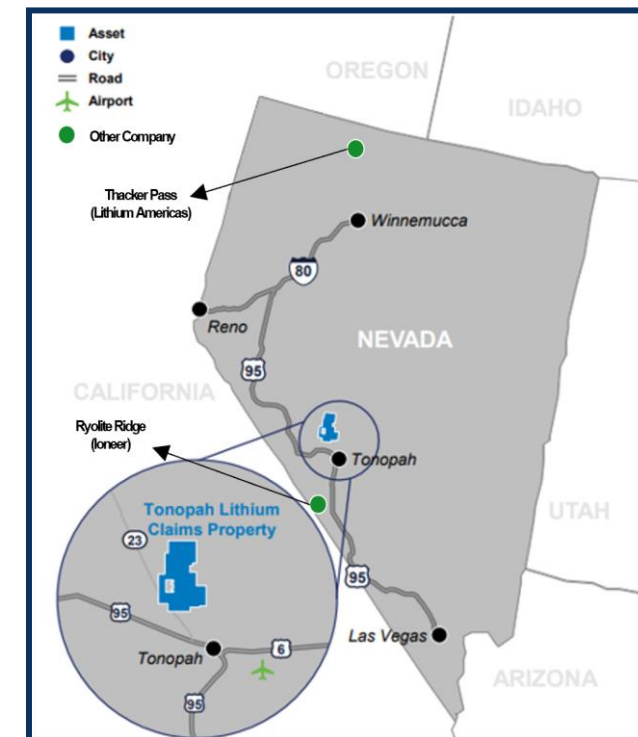 Asset
City
Road
Airport
Other Company
OREGON
IDAHO
Thacker Pass
(Lithium Americas)
Winnemucca
80
Reno
NEVADA
95
CALIFORNIA
Ryolite Ridge
(Ioneer)
Tonopah
UTAH
Tonopah Lithium
Claims Property
23
95
95
Tonopah
6
Las Vegas
ARIZONA
95